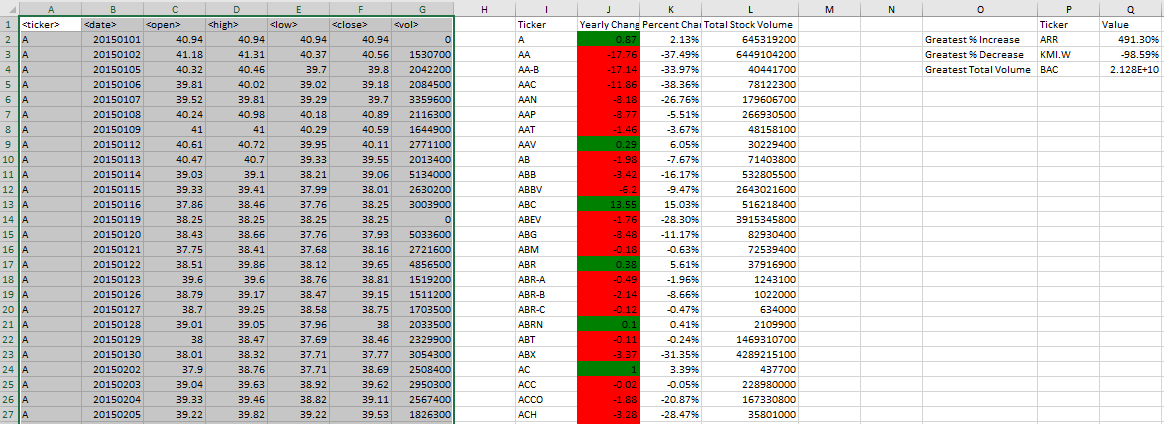 A B C D E F G H I J K L M N O P Q
1 <ticker> <date> <open> <high> <low> <close> <vol> Ticker Yearly Chang Percent Chan Total Stock Volume Ticker Value
2 A 20150101 40.94 40.94 40.94 40.94 0 A 0.87 2.13% 645319200 Greatest % Increase ARR 491.30%
3 A 20150102 41.18 41.31 40.37 40.56 1530700 AA -17.76 -37.49% 6449104200 Greatest % Decrease KMI.W -98.59%
4 A 20150105 40.32 40.46 39.7 39.8 2042200 AA-B -17.14 -33.97% 40441700 Greatest Total Volume BAC 2.128E+10
5 A 20150106 39.81 40.02 39.02 39.18 2084500 AAC -11.86 -38.36% 78122300
6 A 20150107 39.52 39.81 39.29 39.7 3359600 AAN -8.18 -26.76% 179606700
7 A 20150108 40.24 40.98 40.18 40.89 2116300 AAP -8.77 -5.51% 266930500
8 A 20150109 41 41 40.29 40.59 1644900 AAT -1.46 -3.67% 48158100
9 A 20150112 40.61 40.72 39.95 40.11 2771100 AAV 0.29 6.05% 30229400
10 A 20150113 40.47 40.7 39.33 39.55 2013400 AB -1.98 -7.67% 71403800
11 A 20150114 39.03 39.1 38.21 39.06 5134000 ABB -3.42 -16.17% 532805500
12 A 20150115 39.33 39.41 37.99 38.01 2630200 ABBV -6.2 -9.47% 2643021600
13 A 20150116 37.86 38.46 37.76 38.25 3003900 ABC 13.55 15.03% 516218400
14 A 20150119 38.25 38.25 38.25 38.25 0 ABEV -1.76 -28.30% 3915345800
15 A 20150120 38.43 38.66 37.76 37.93 5033600 ABG -8.48 -11.17% 82930400
16 A 20150121 37.75 38.41 37.68 38.16 2721600 ABM -0.18 -0.63% 72539400
17 A 20150122 38.51 39.86 38.12 39.65 4856500 ABR 0.38 5.61% 37916900
18 A 20150123 39.6 39.6 38.76 38.81 1519200 ABR-A -0.49 -1.96% 1243100
19 A 20150126 38.79 39.17 38.47 39.15 1511200 ABR-B -2.14 -8.66% 1022000
20 A 20150127 38.7 39.25 38.58 38.75 1703500 ABR-C -0.12 -0.47% 634000
21 A 20150128 39.01 39.05 37.96 38 2033500 ABRN 0.1 0.41% 2109900
22 A 20150129 38 38.47 37.69 38.46 2329900 ABT -0.11 -0.24% 1469310700
23 A 20150130 38.01 38.32 37.71 37.77 3054300 ABX -3.37 -31.35% 4289215100
24 A 20150202 37.9 38.76 37.71 38.69 2508400 AC 1 3.39% 437700
25 A 20150203 39.04 39.63 38.92 39.62 2950300 ACC -0.02 -0.05% 228980000
26 A 20150204 39.33 39.46 38.82 39.11 2567400 ACCO -1.88 -20.87% 167330800
27 A 20150205 39.22 39.82 39.22 39.53 1826300 ACH -3.28 -28.47% 35801000